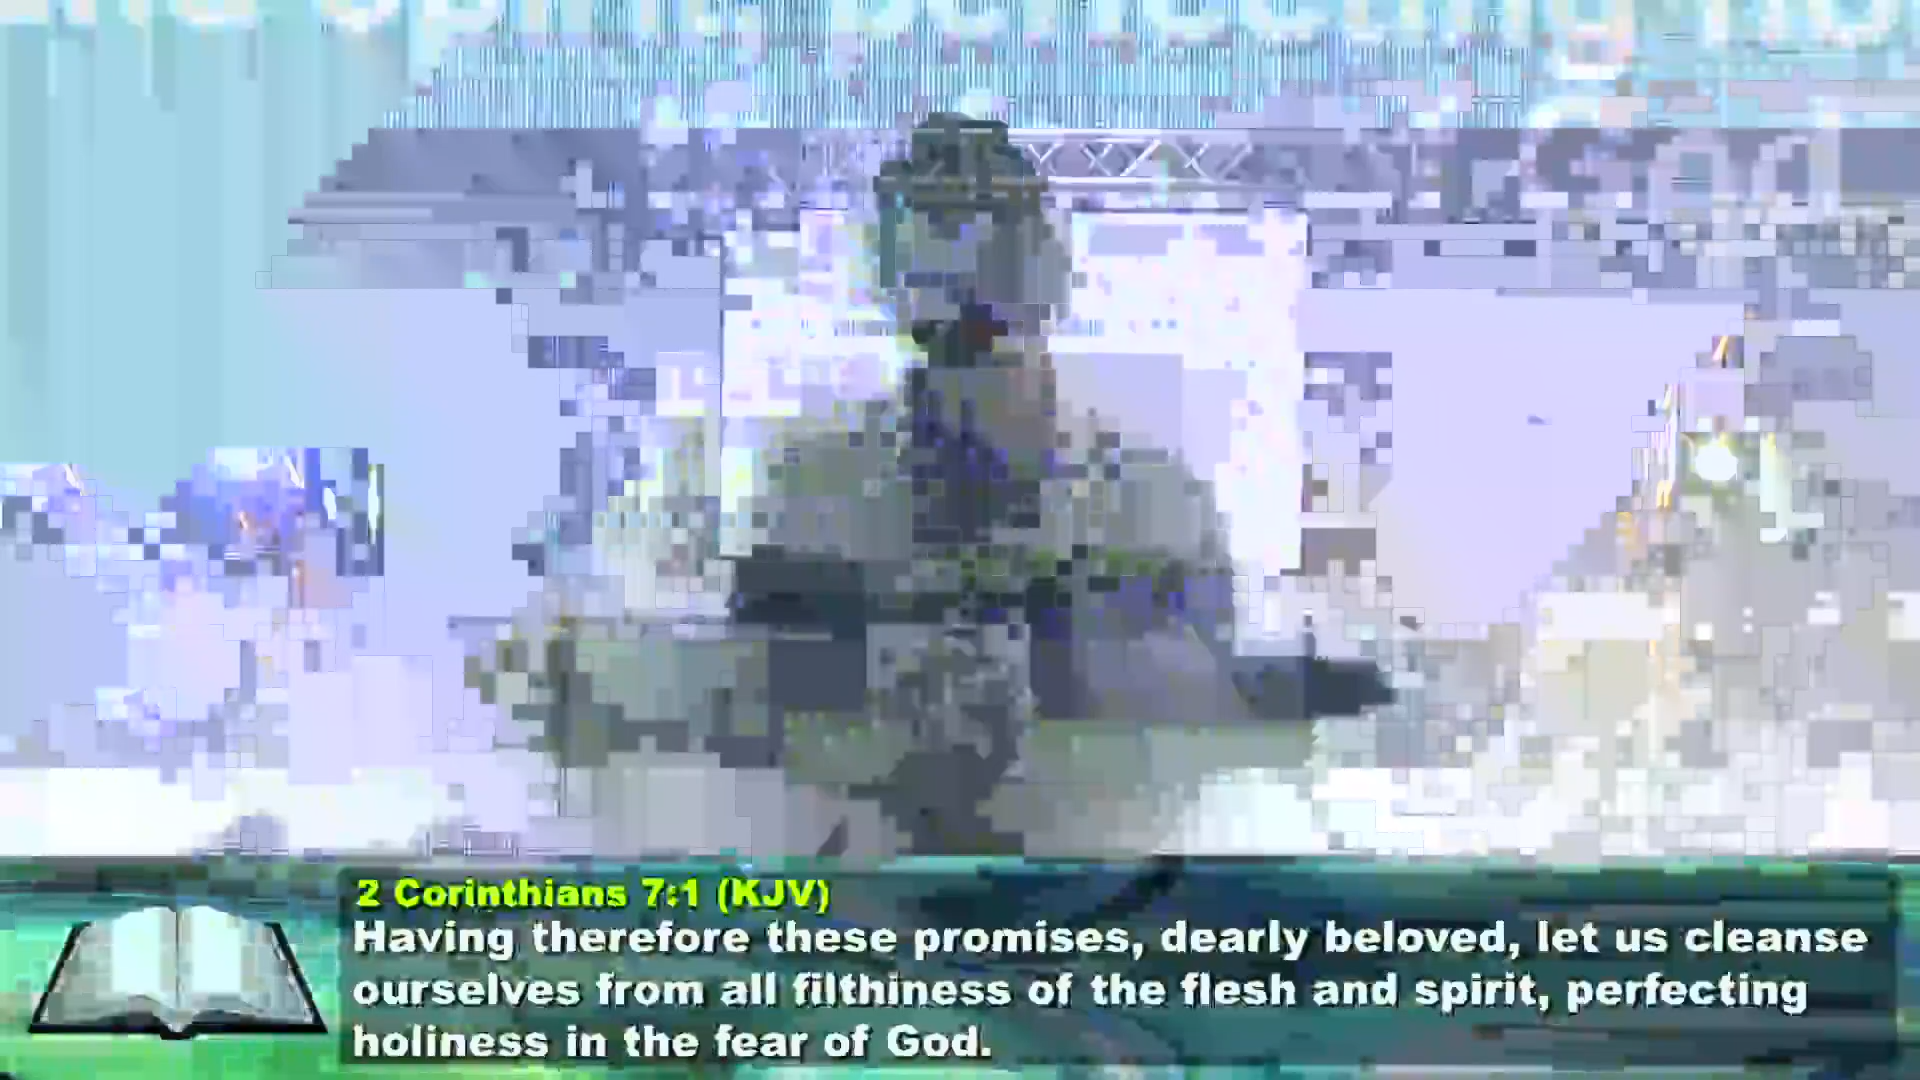 2 Corinthians 7:1 (KJV)
Having therefore these promises, dearly beloved, let us cleanse
ourselves from all filthiness of the flesh and spirit, perfecting
holiness in the fear of God.